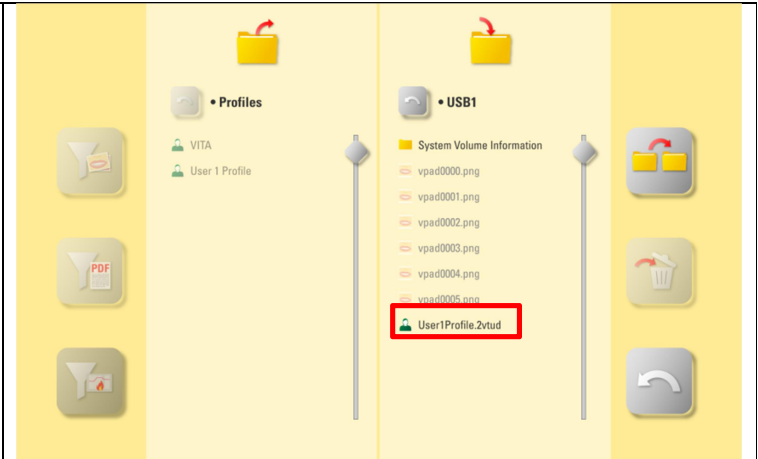 • Profiles
VITA
User 1 Profile
PDF
• USB1
System Volume Information
vpad0000.png
vpad0001.png
vpad0002.png
vpad0003.png
vpad0004.png
vpad0005.png
User1Profile.2vtud